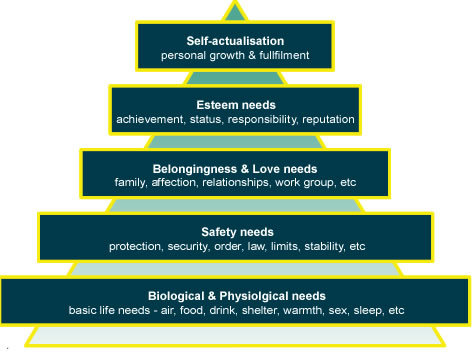 Self-actualisation
personal growth & fullfilment
Esteem needs
achievement, status, responsibility, reputation
Belongingness & Love needs
family, affection, relationships, work group, etc
Safety needs
protection, security, order, law, limits, stability, etc
Biological & Physiolgical needs
basic life needs - air, food, drink, shelter, warmth, sex, sleep, etc